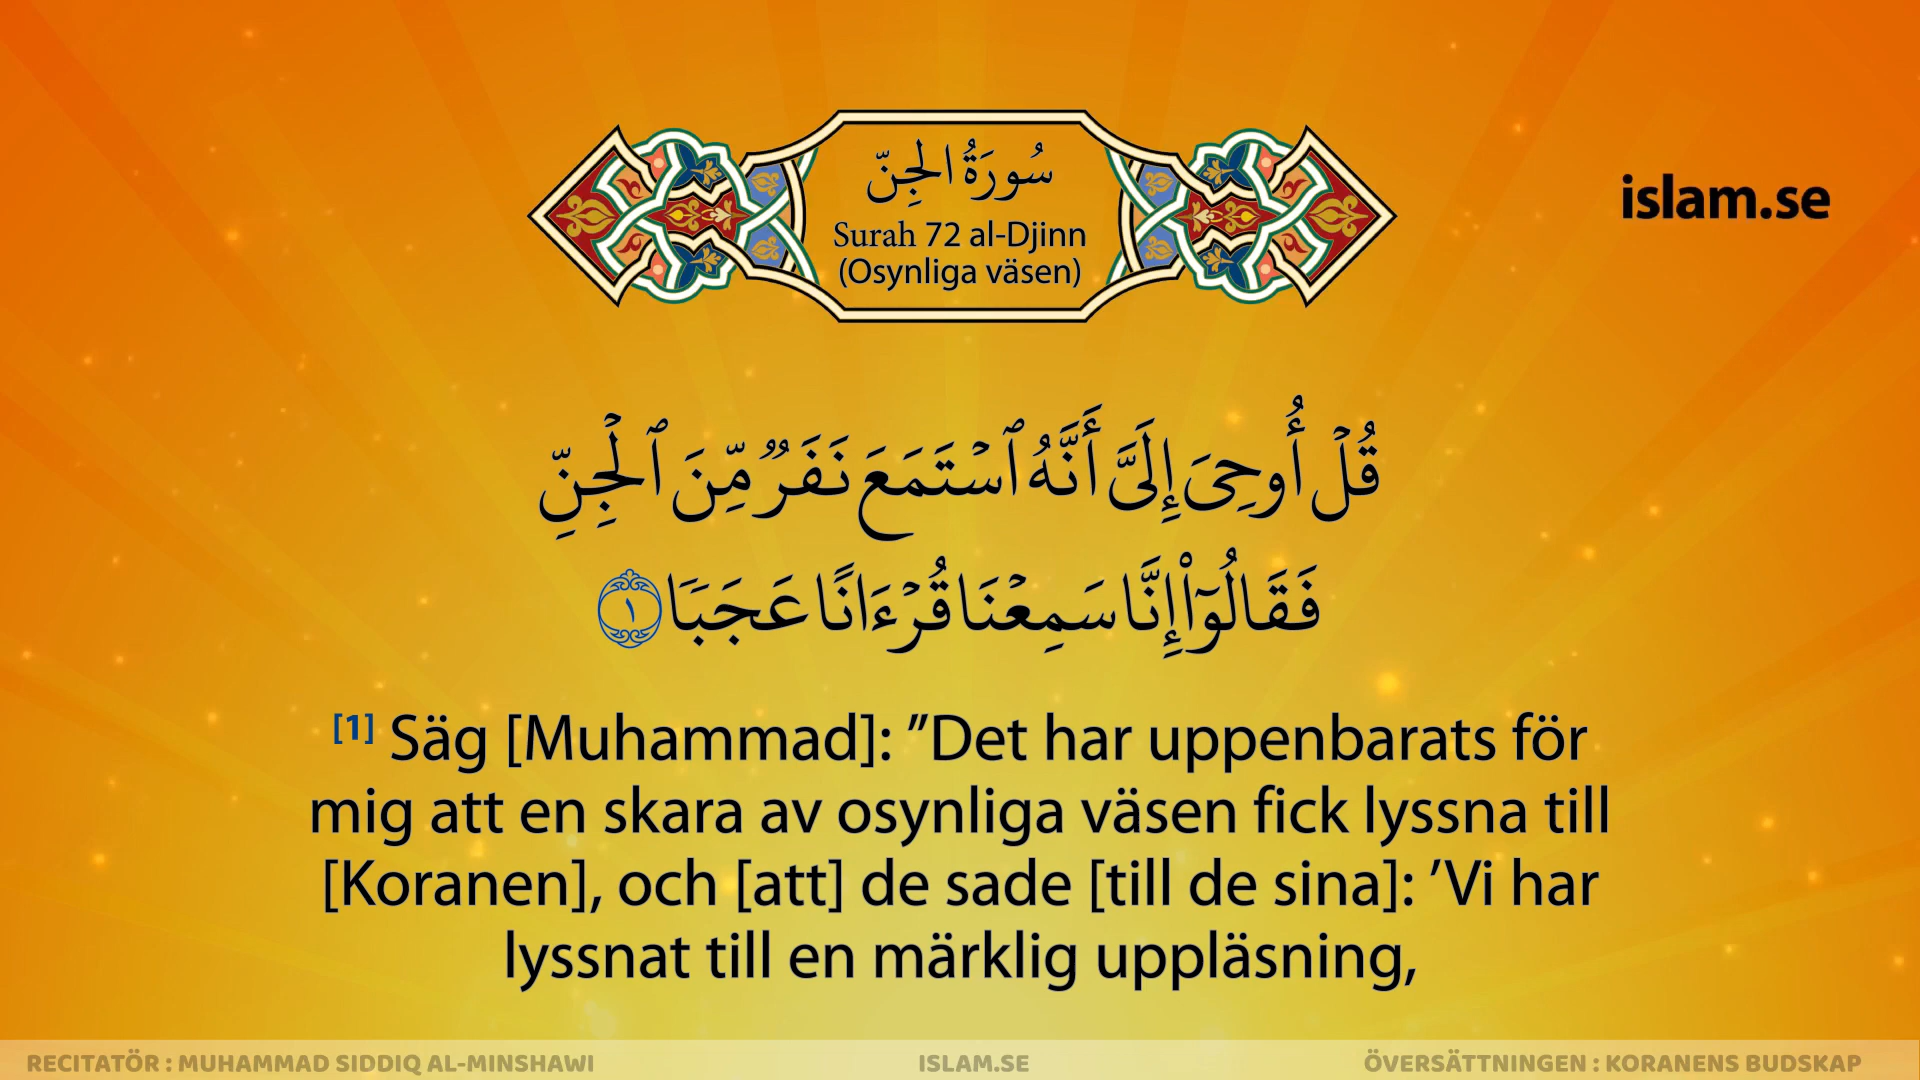 سُورَةُ الجِنّ
Surah 72 al-Djinn
(Osynliga väsen)
islam.se
قُلۡ أُوحِىَ إِلَىَّ أَنَّهُ ٱسۡتَمَعَ نَفَرٌ مِّنَ ٱلۡجِنِّ
فَقَالُوٓا۟ إِنَّا سَمِعۡنَا قُرۡءَانًا عَجَبًا ١
[1] Säg [Muhammad]: ”Det har uppenbarats för
mig att en skara av osynliga väsen fick lyssna till
[Koranen], och [att] de sade [till de sina]: ’Vi har
lyssnat till en märklig uppläsning,
RECITATÖR : MUHAMMAD SIDDIQ AL-MINSHAWI
ISLAM.SE
ÖVERSÄTTNINGEN : KORANENS BUDSKAP